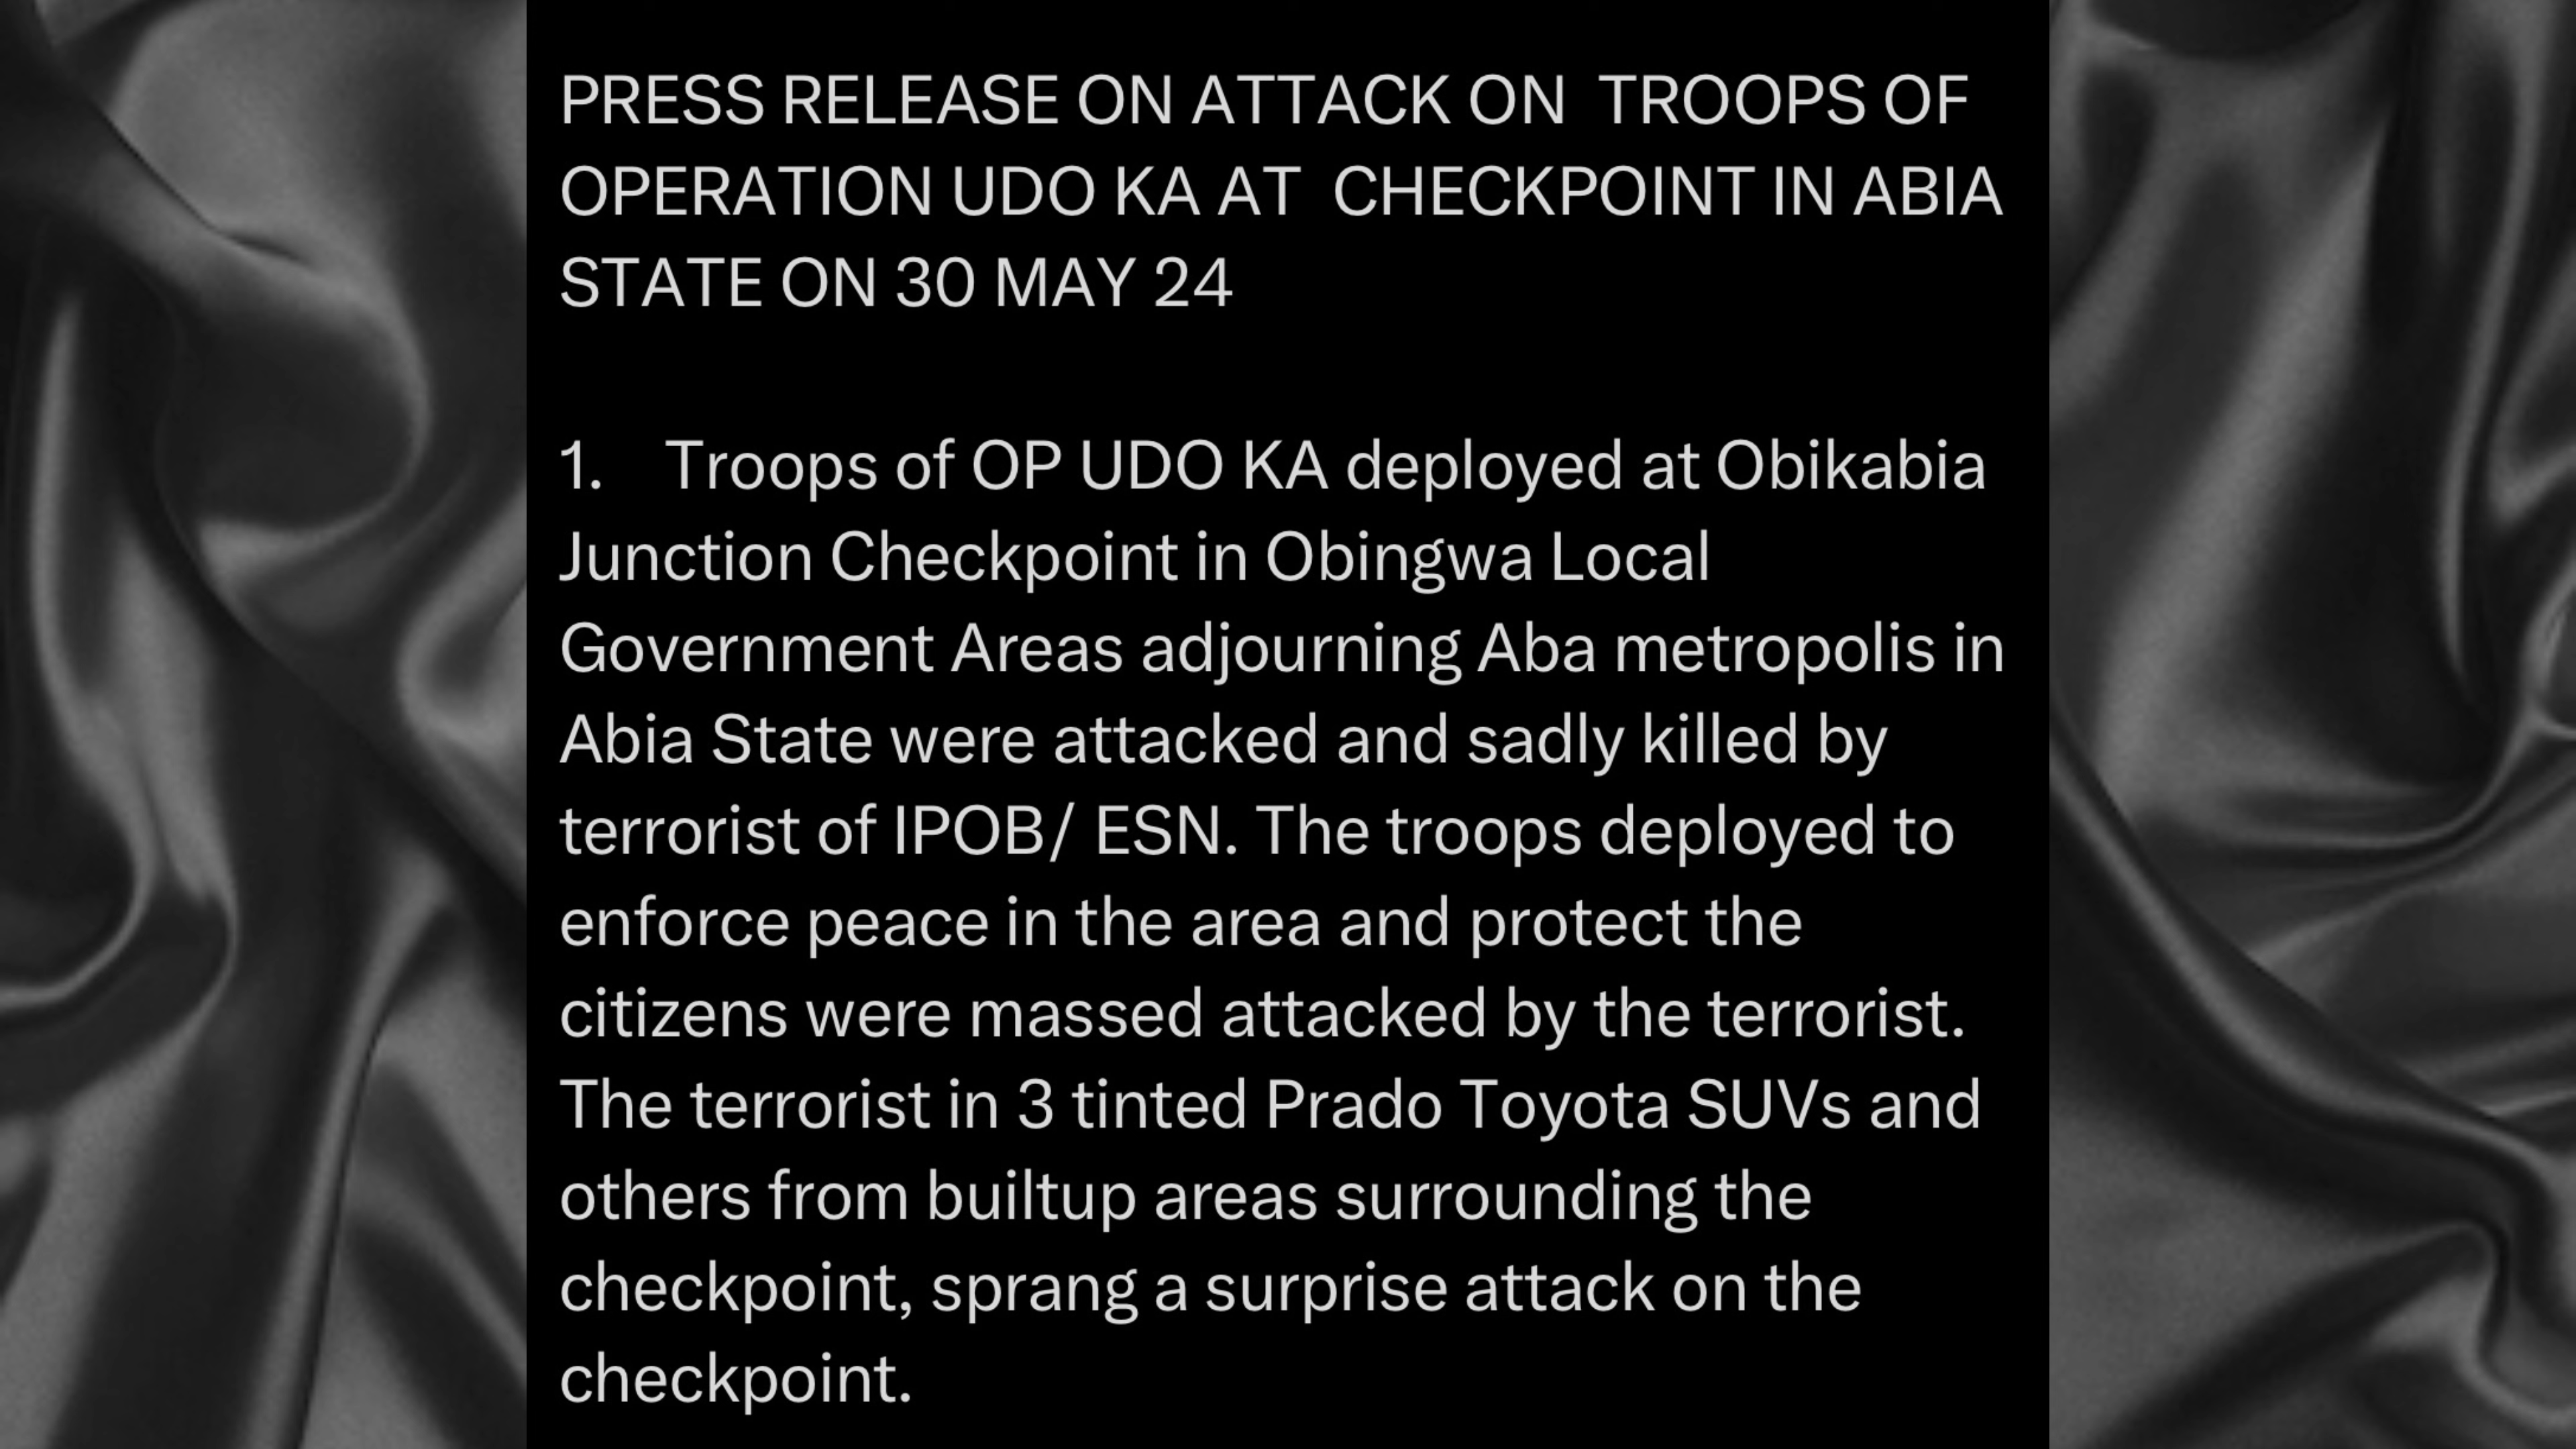 PRESS RELEASE ON ATTACK ON  TROOPS OF
OPERATION UDO KA AT  CHECKPOINT IN ABIA
STATE ON 30 MAY 24
1.    Troops of OP UDO KA deployed at Obikabia
Junction Checkpoint in Obingwa Local
Government Areas adjourning Aba metropolis in
Abia State were attacked and sadly killed by
terrorist of IPOB/ ESN. The troops deployed to
enforce peace in the area and protect the
citizens were massed attacked by the terrorist.
The terrorist in 3 tinted Prado Toyota SUVs and
others from builtup areas surrounding the
checkpoint, sprang a surprise attack on the
checkpoint.